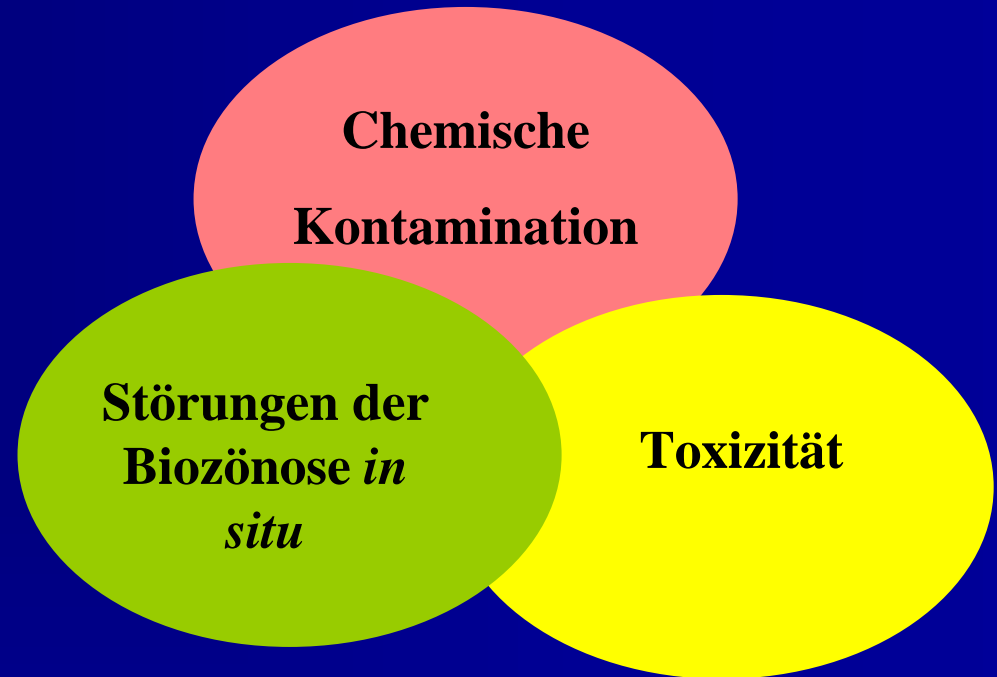 Chemische
Kontamination
Störungen der
Biozönose in
situ
Toxizität